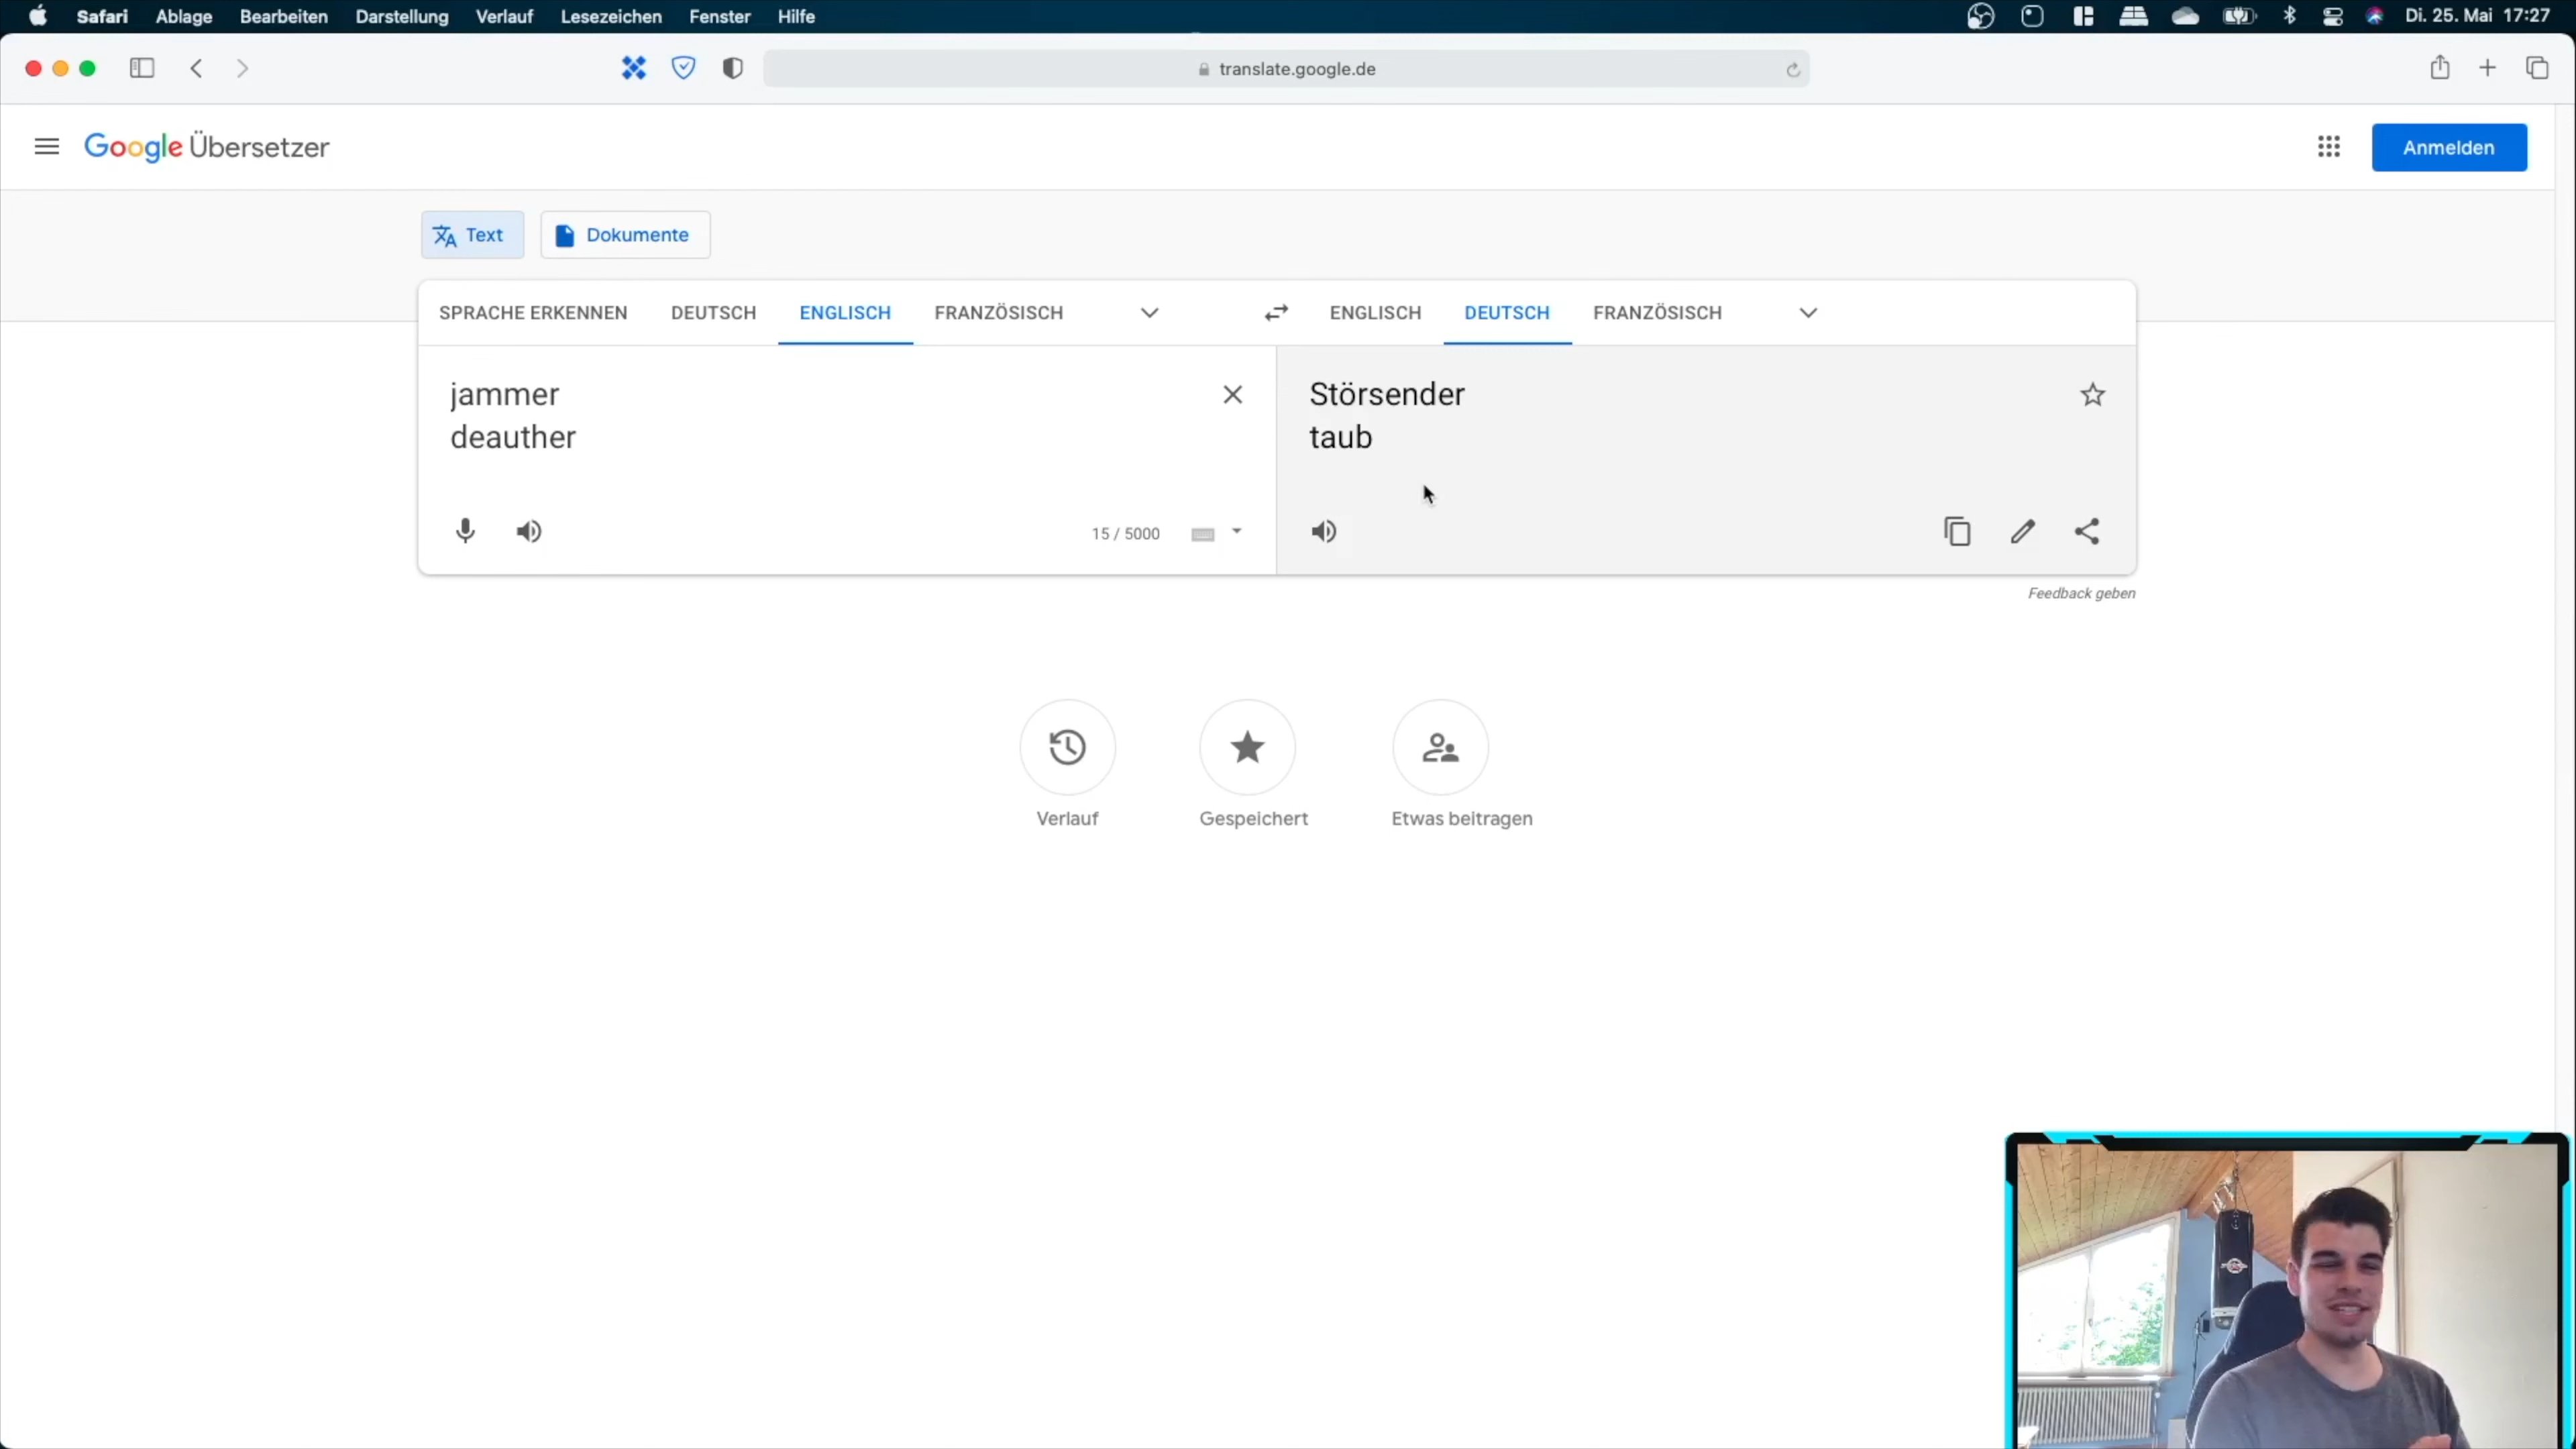 Safari Ablage Bearbeiten Darstellung Verlauf Lesezeichen Fenster Hilfe Di. 25. Mai 17:27
translate.google.de
Google Übersetzer Anmelden
Text Dokumente
SPRACHE ERKENNEN DEUTSCH ENGLISCH FRANZÖSISCH ENGLISCH DEUTSCH FRANZÖSISCH
jammer
deauther
Störsender
taub
15 / 5000
Feedback geben
Verlauf Gespeichert Etwas beitragen